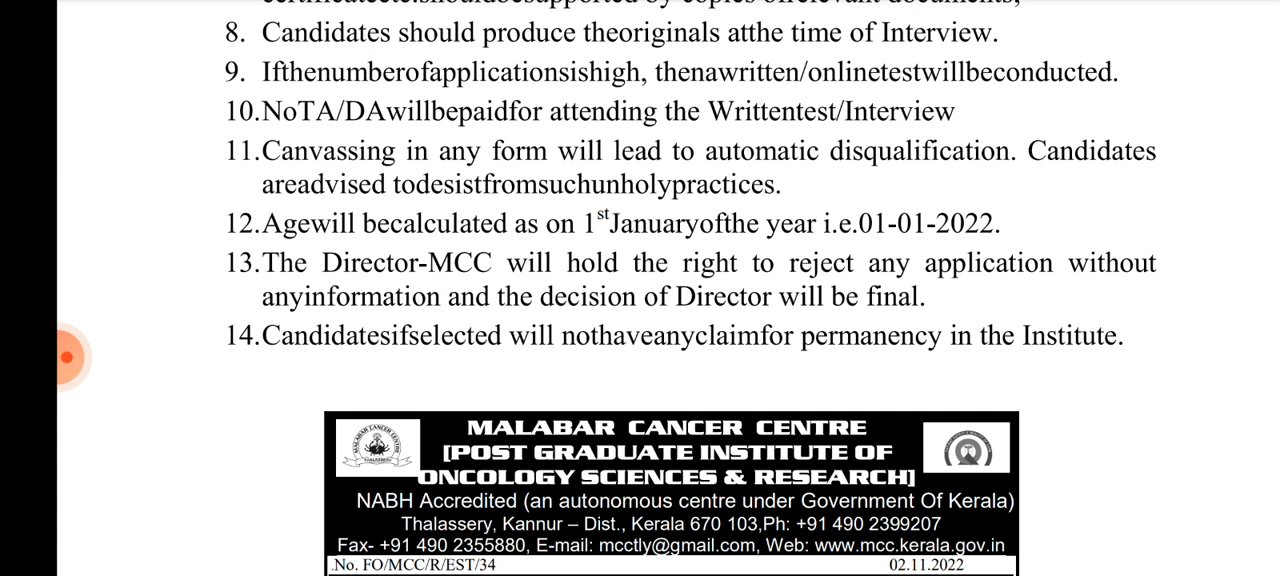 8. Candidates should produce theoriginals atthe time of Interview.
9. Ifthenumberofapplicationsishigh, thenawritten/onlinetestwillbeconducted.
10.NoTA/DAwillbepaidfor attending the Writtentest/Interview
11.Canvassing in any form will lead to automatic disqualification. Candidates
areadvised todesistfromsuchunholypractices.
12.Agewill becalculated as on 1stJanuaryofthe year i.e.01-01-2022.
13.The Director-MCC will hold the right to reject any application without
anyinformation and the decision of Director will be final.
14.Candidatesifselected will nothaveanyclaimfor permanency in the Institute.
MALABAR CANCER CENTRE
[POST GRADUATE INSTITUTE OF
ONCOLOGY SCIENCES & RESEARCH]
NABH Accredited (an autonomous centre under Government Of Kerala)
Thalassery, Kannur – Dist., Kerala 670 103,Ph: +91 490 2399207
Fax- +91 490 2355880, E-mail: mcctly@gmail.com, Web: www.mcc.kerala.gov.in
.No. FO/MCC/R/EST/34 02.11.2022